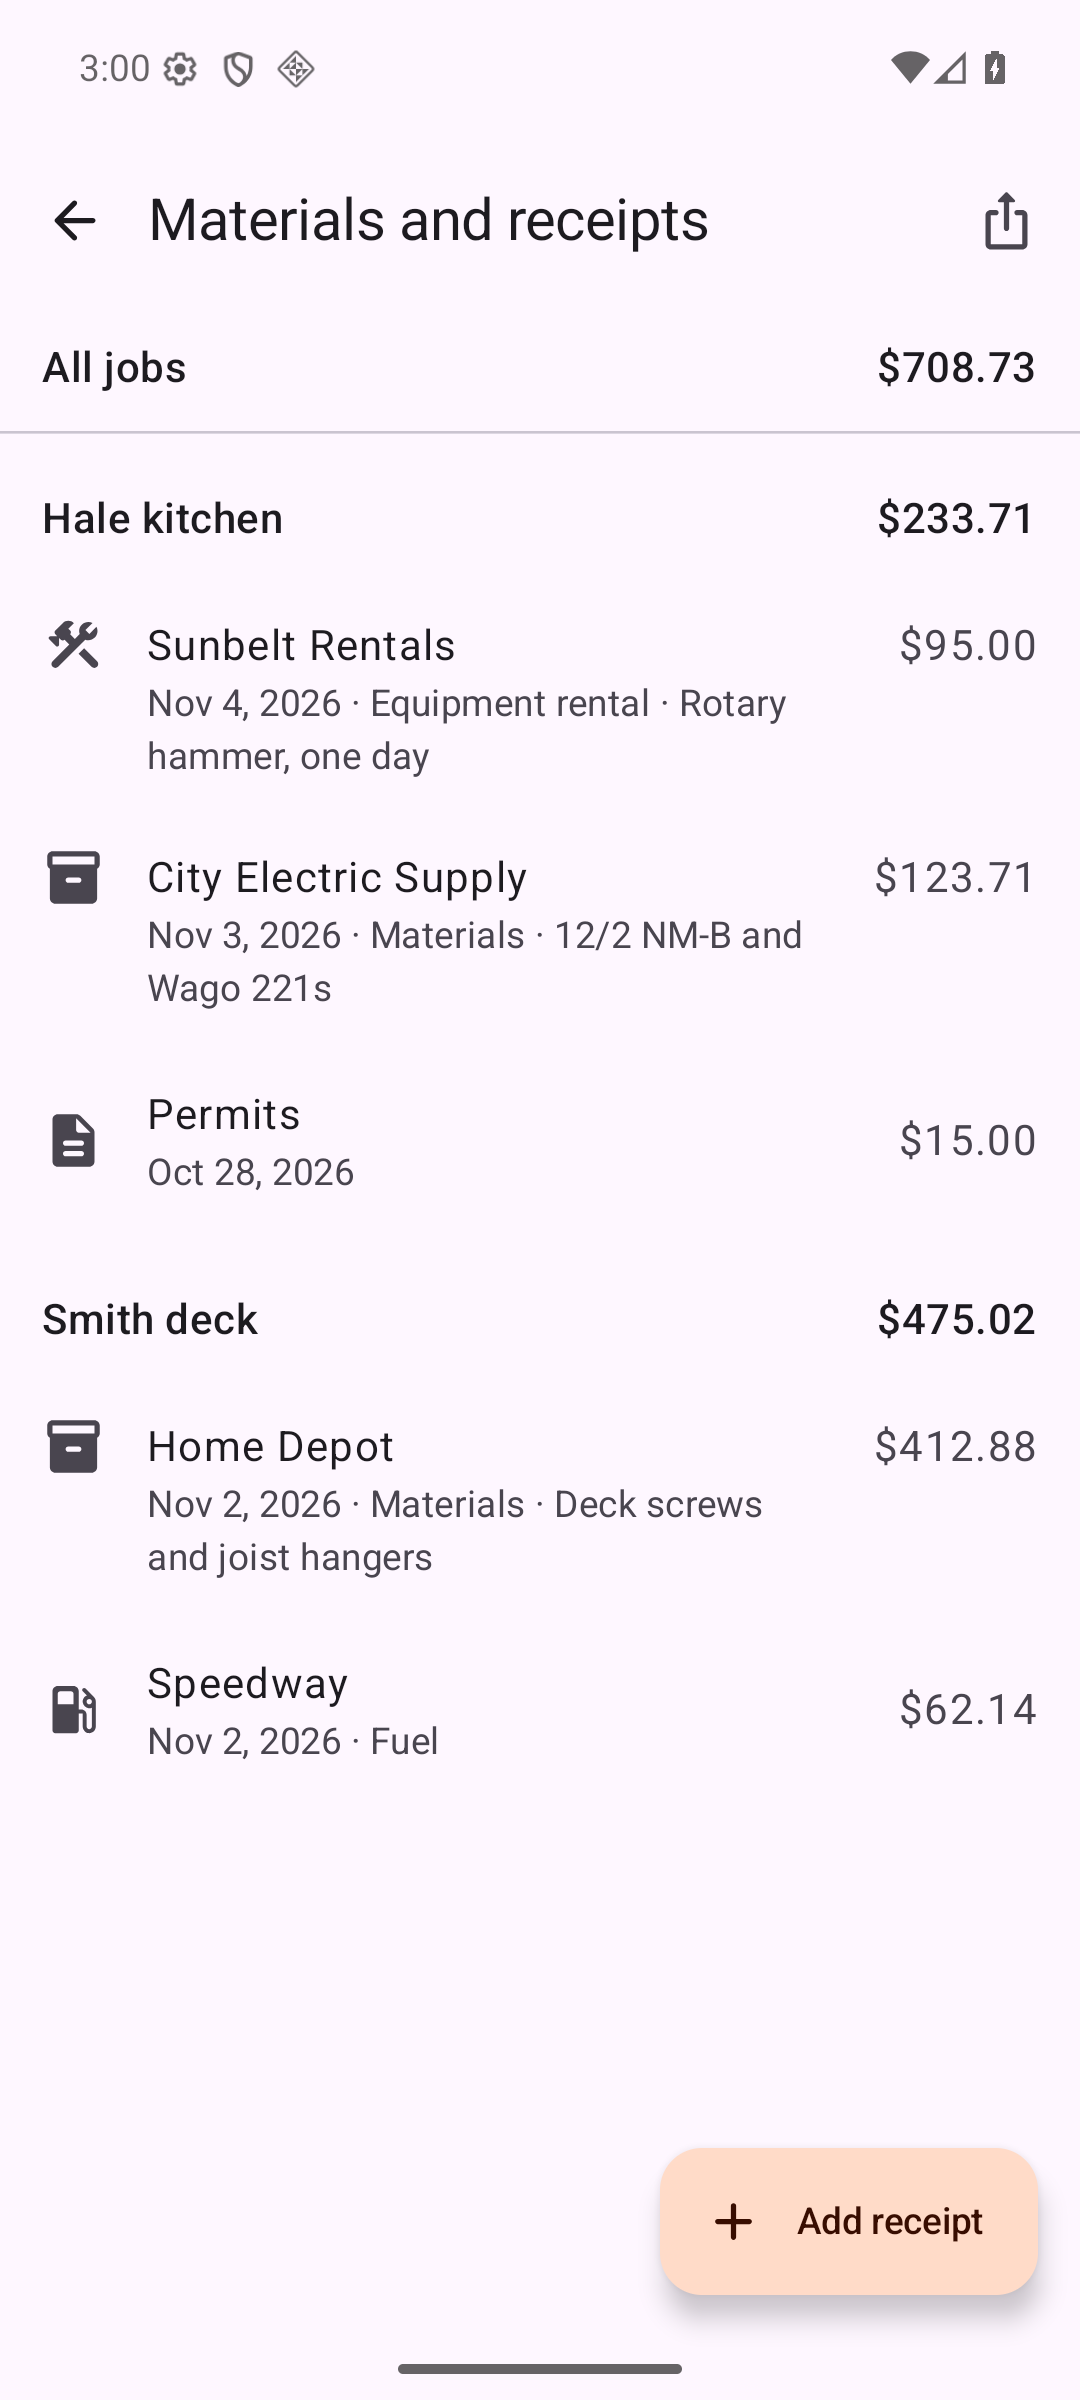 3:00
Materials and receipts
All jobs $708.73
Hale kitchen $233.71
Sunbelt Rentals $95.00
Nov 4, 2026 · Equipment rental · Rotary
hammer, one day
City Electric Supply $123.71
Nov 3, 2026 · Materials · 12/2 NM-B and
Wago 221s
Permits
$15.00
Oct 28, 2026
Smith deck $475.02
Home Depot $412.88
Nov 2, 2026 · Materials · Deck screws
and joist hangers
Speedway
$62.14
Nov 2, 2026 · Fuel
Add receipt